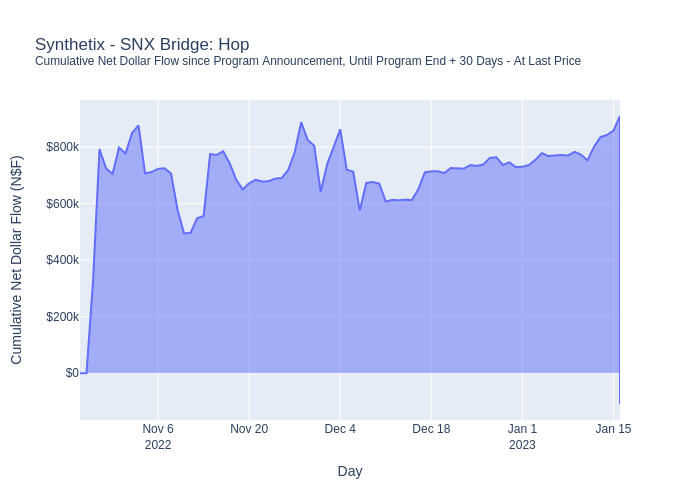 Synthetix - SNX Bridge: Hop
Cumulative Net Dollar Flow since Program Announcement, Until Program End + 30 Days - At Last Price
Cumulative Net Dollar Flow (N$F)
$800k
$600k
$400k
$200k
$0
Nov 6
2022
Nov 20
Dec 4
Dec 18
Jan 1
2023
Jan 15
Day